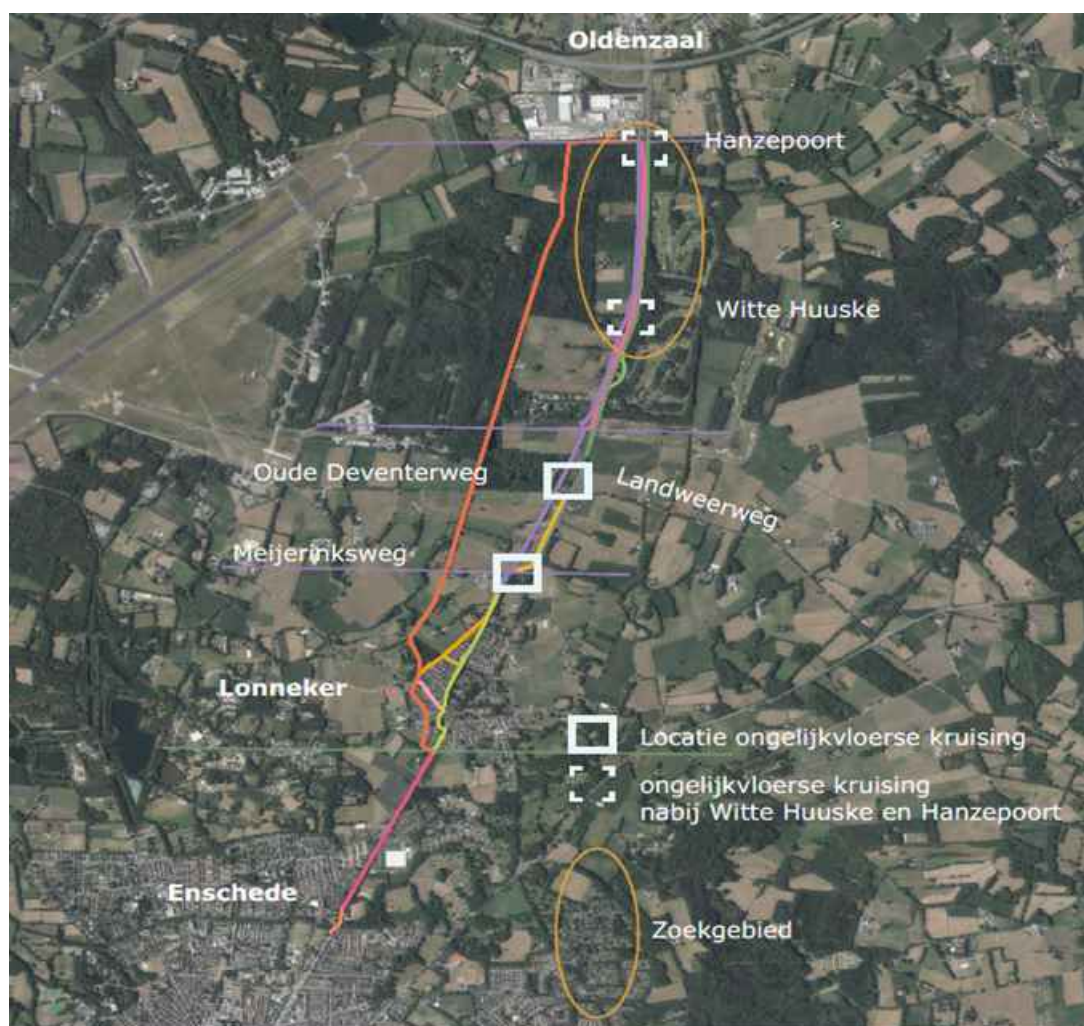 Oldenzaal
Hanzepoort
Witte Huuske
Oude Deventerweg
Landweerweg
Meijerinksweg
Lonneker
Locatie ongelijkvloerse kruising
ongelijkvloerse kruising
nabij Witte Huuske en Hanzepoort
Enschede
Zoekgebied